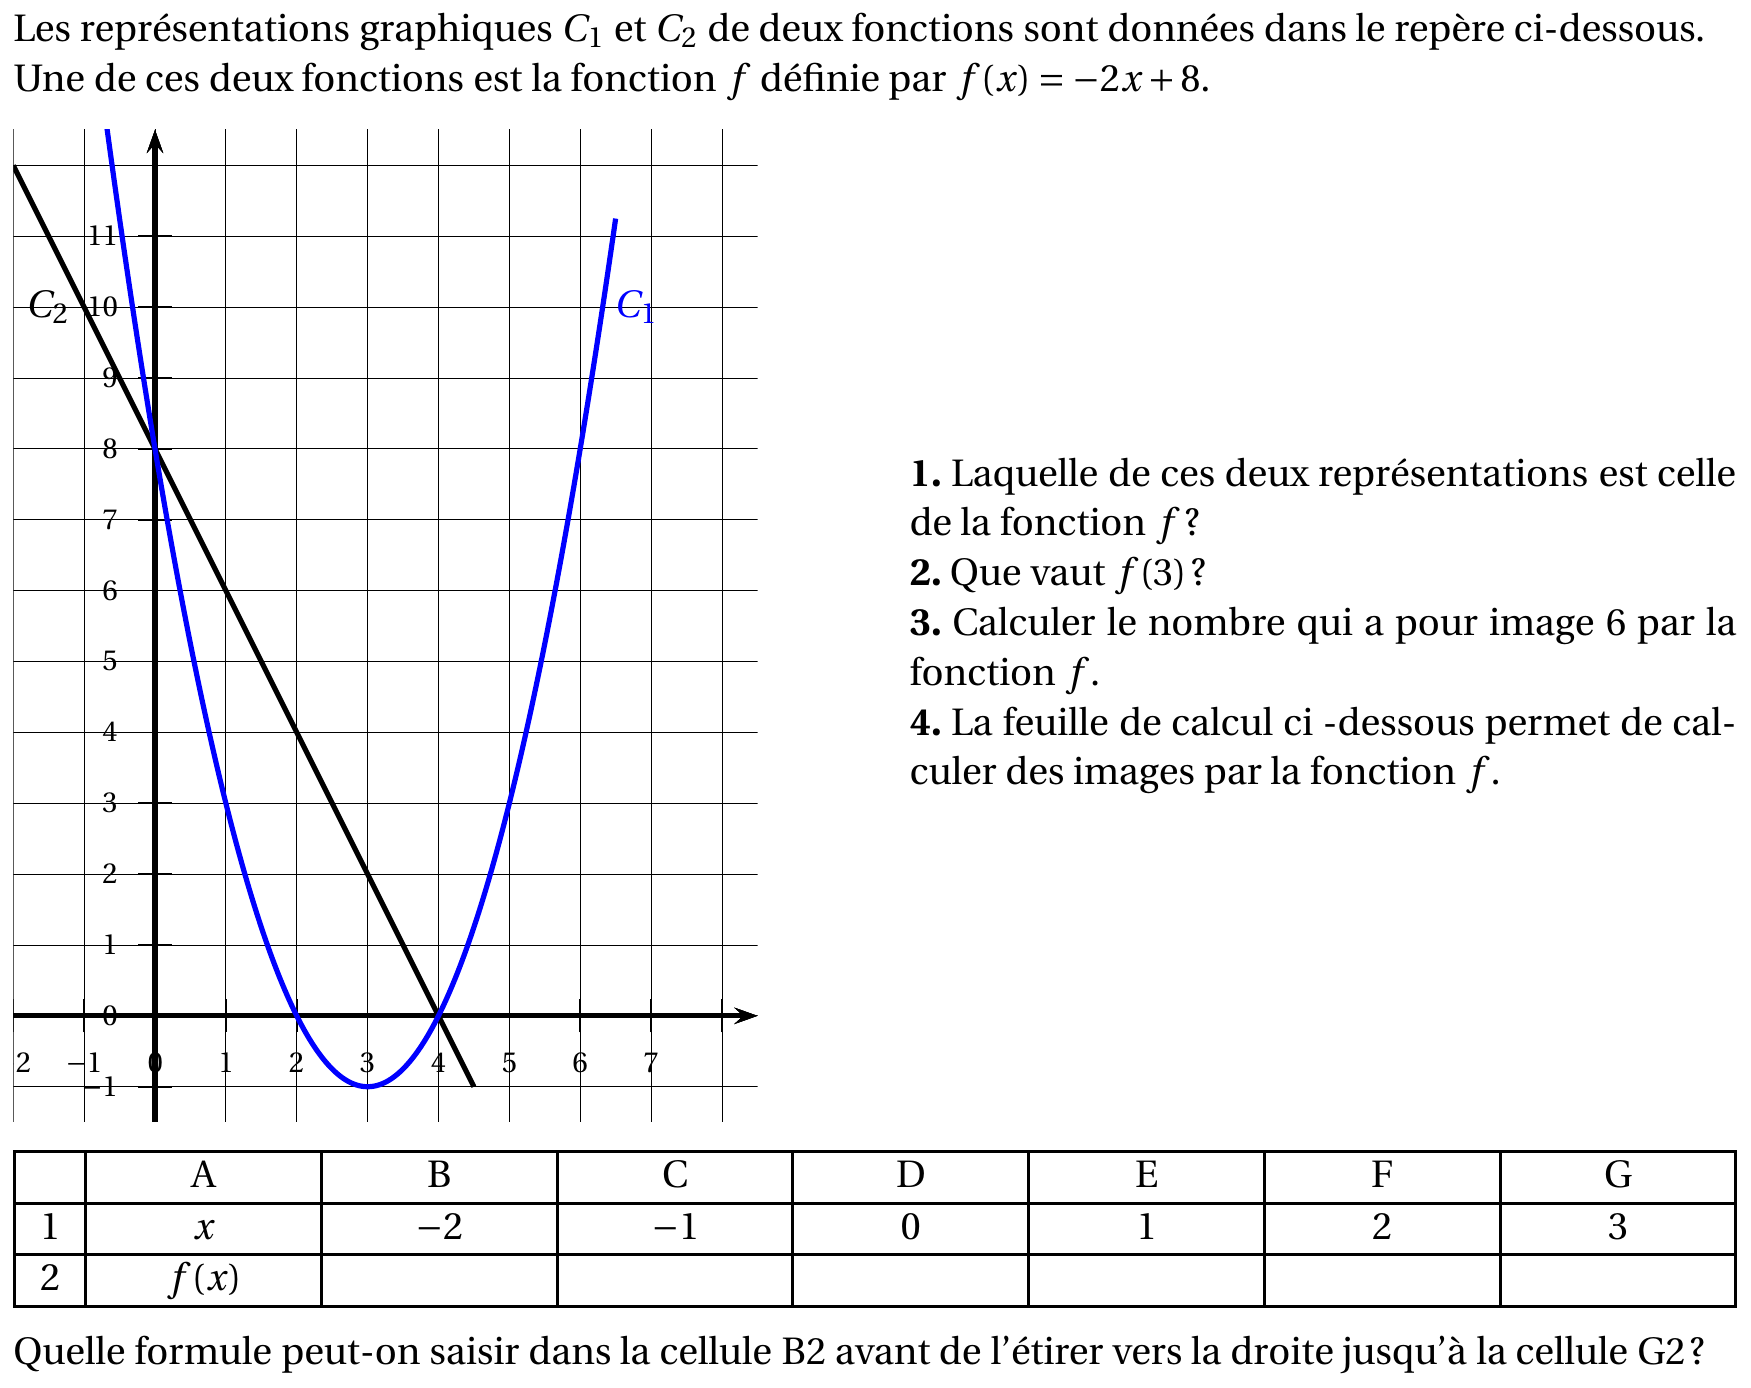 Les représentations graphiques C₁ et C₂ de deux fonctions sont données dans le repère ci-dessous.
Une de ces deux fonctions est la fonction f définie par f(x) = −2x + 8.
11
C₂
10
C₁
9
8
7
6
5
4
3
2
1
0
2 −1 0 1 2 3 4 5 6 7
−1
1. Laquelle de ces deux représentations est celle
de la fonction f ?
2. Que vaut f(3) ?
3. Calculer le nombre qui a pour image 6 par la
fonction f.
4. La feuille de calcul ci -dessous permet de cal-
culer des images par la fonction f.
A B C D E F G
1 x −2 −1 0 1 2 3
2 f(x)
Quelle formule peut-on saisir dans la cellule B2 avant de l'étirer vers la droite jusqu'à la cellule G2 ?